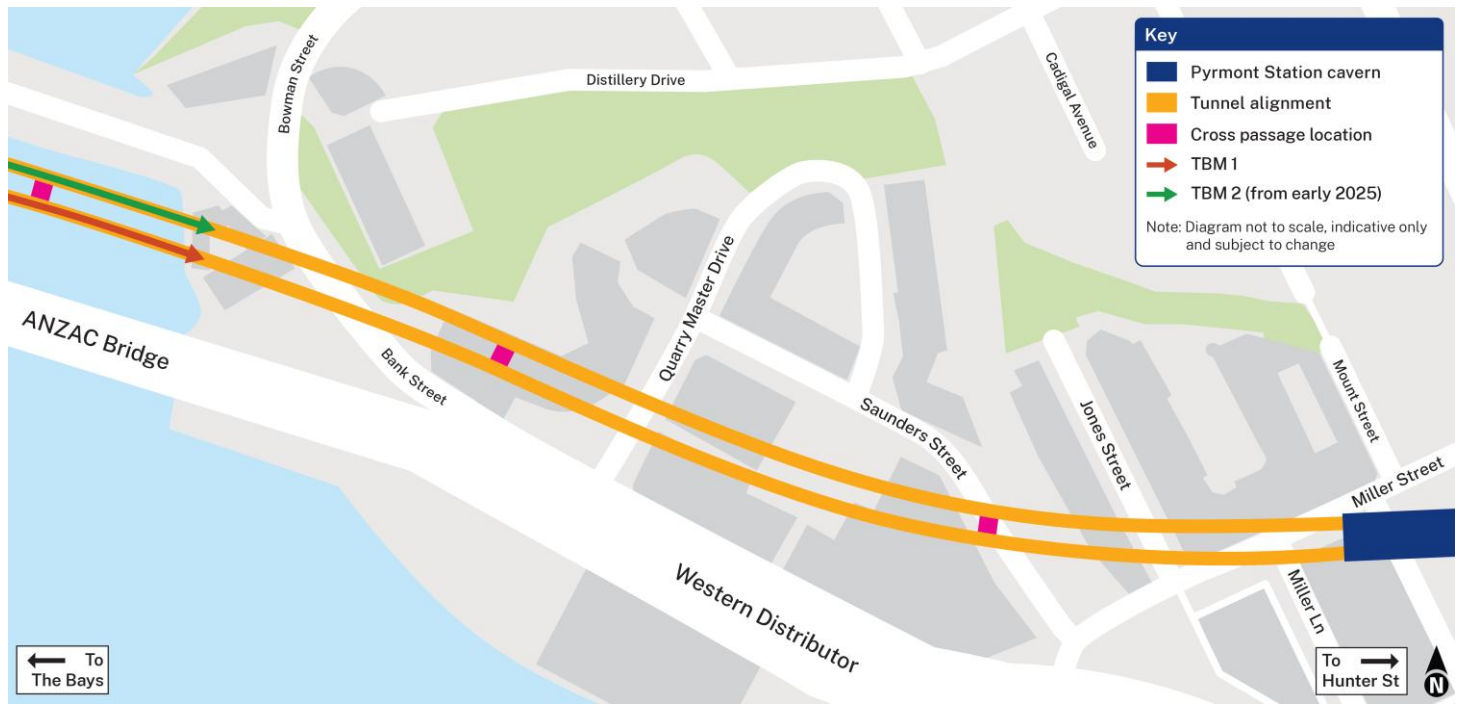 Bowman Street
Distillery Drive
Cadigal Avenue
Key
Pyrmont Station cavern
Tunnel alignment
Cross passage location
TBM 1
TBM 2 (from early 2025)
Note: Diagram not to scale, indicative only
and subject to change
Quarry Master Drive
ANZAC Bridge
Bank Street
Saunders Street
Jones Street
Mount Street
Miller Street
Western Distributor
Miller Ln
To
The Bays
To
Hunter St
N